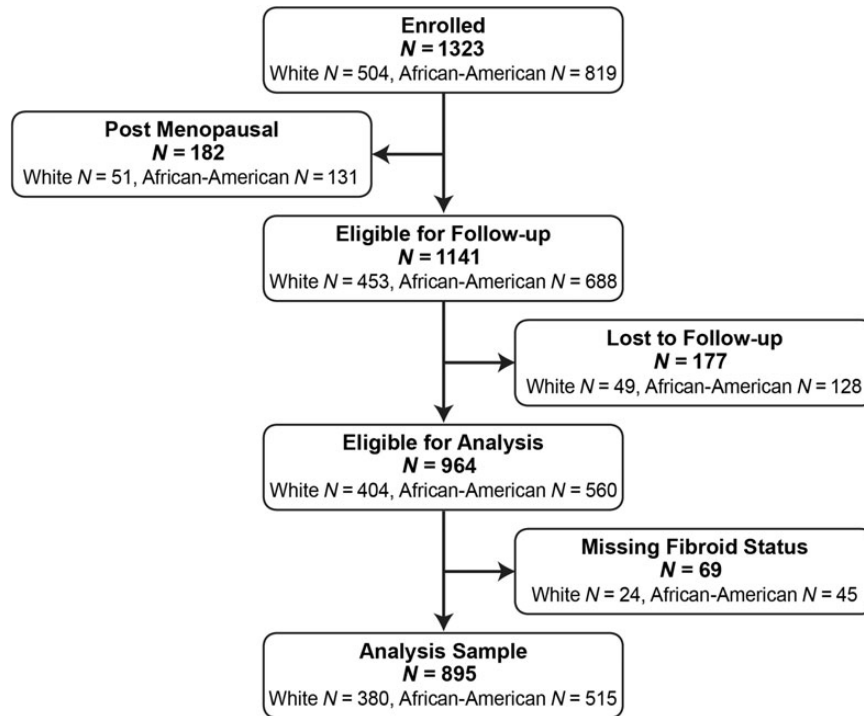 Enrolled
N = 1323
White N = 504, African-American N = 819
Post Menopausal
N = 182
White N = 51, African-American N = 131
Eligible for Follow-up
N = 1141
White N = 453, African-American N = 688
Lost to Follow-up
N = 177
White N = 49, African-American N = 128
Eligible for Analysis
N = 964
White N = 404, African-American N = 560
Missing Fibroid Status
N = 69
White N = 24, African-American N = 45
Analysis Sample
N = 895
White N = 380, African-American N = 515